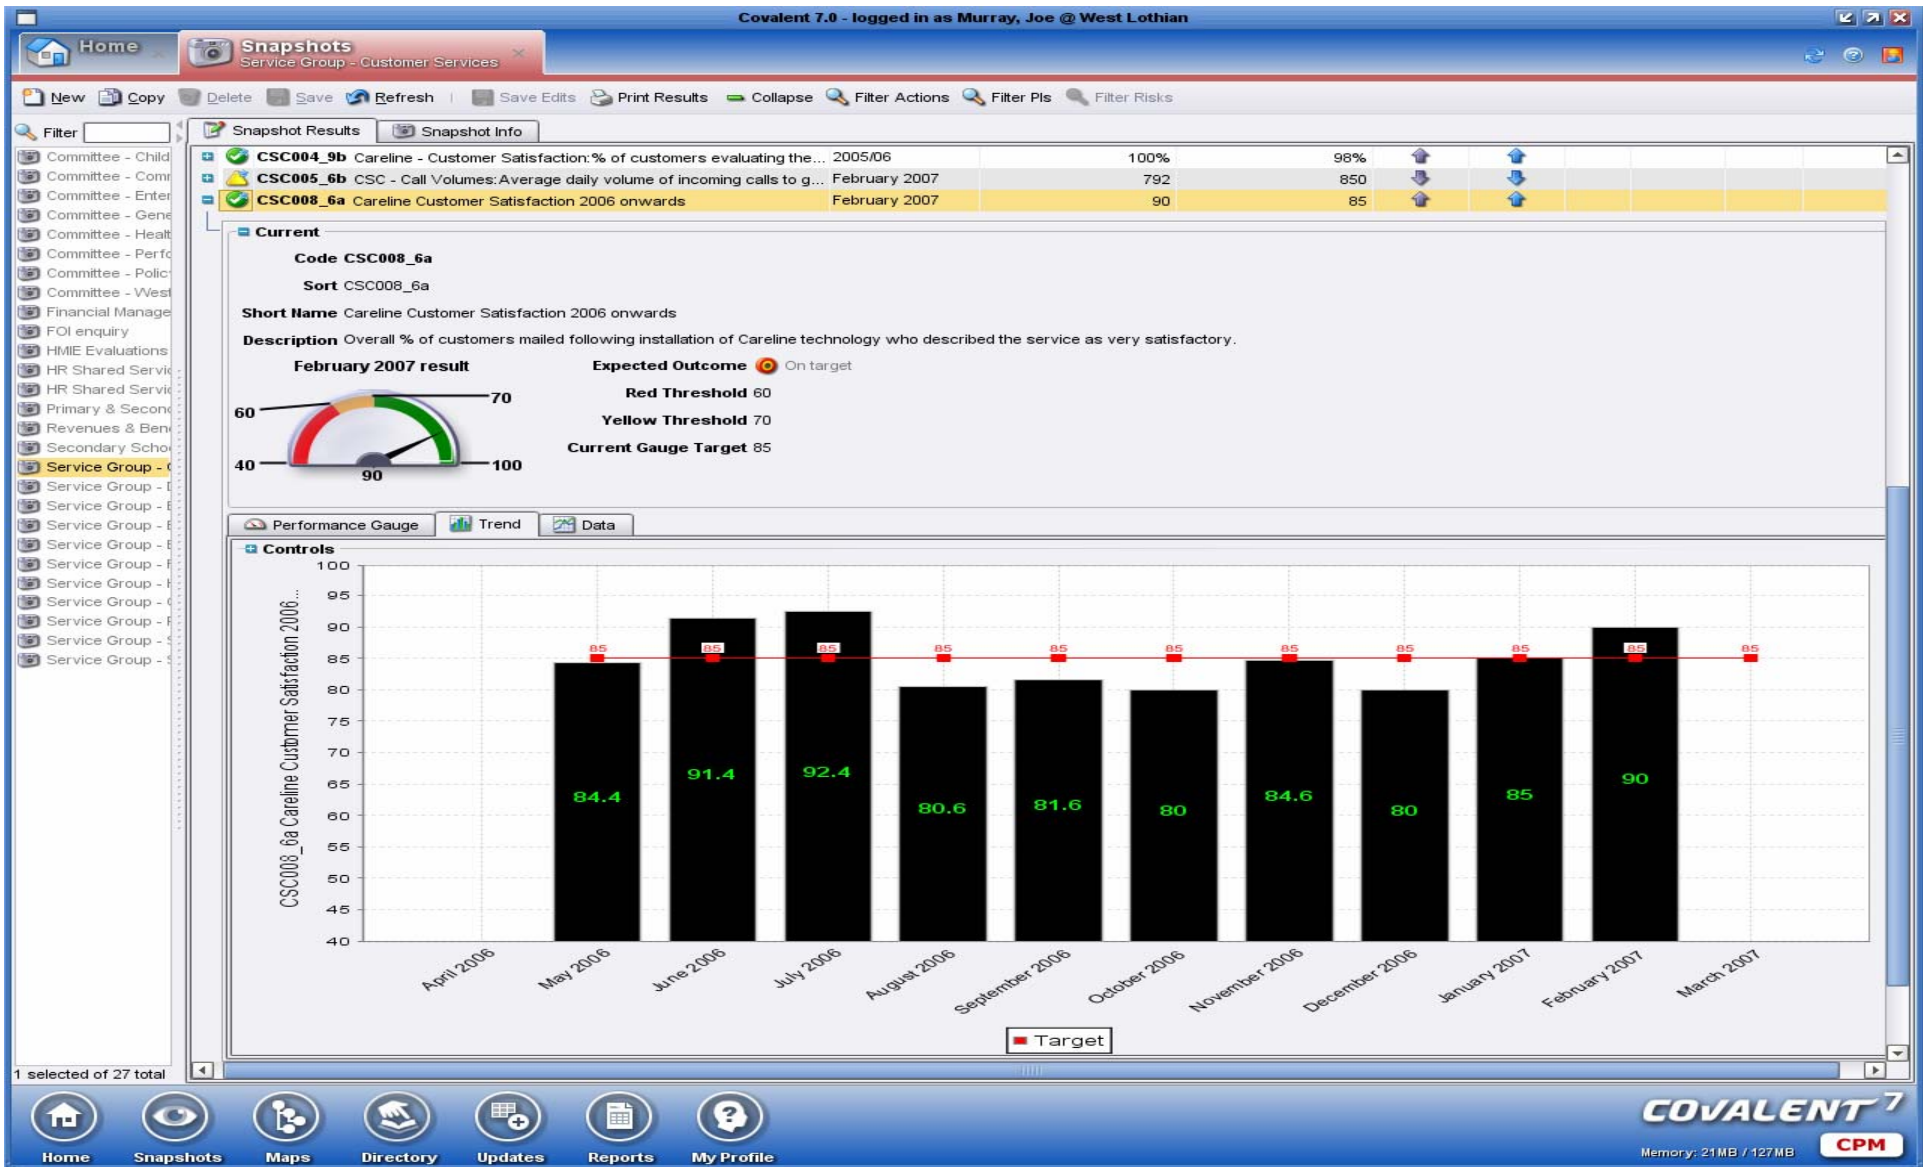 Covalent 7.0 - logged in as Murray, Joe @ West Lothian
Home
Snapshots
Service Group - Customer Services
New Copy Delete Save Refresh Save Edits Print Results Collapse Filter Actions Filter PIs Filter Risks
Filter
Snapshot Results Snapshot Info
Committee - Child
Committee - Comm
Committee - Enter
Committee - Gene
Committee - Healt
Committee - Perfo
Committee - Polic
Committee - West
Financial Manage
FOI enquiry
HMIE Evaluations
HR Shared Servic
HR Shared Servic
Primary & Second
Revenues & Ben
Secondary Scho
Service Group -
Service Group -
Service Group -
Service Group -
Service Group -
Service Group -
Service Group -
Service Group -
Service Group -
Service Group -
Service Group -
1 selected of 27 total
CSC004_9b Careline - Customer Satisfaction:% of customers evaluating the... 2005/06 100% 98%
CSC005_6b CSC - Call Volumes:Average daily volume of incoming calls to g... February 2007 792 850
CSC008_6a Careline Customer Satisfaction 2006 onwards February 2007 90 85
Current
Code CSC008_6a
Sort CSC008_6a
Short Name Careline Customer Satisfaction 2006 onwards
Description Overall % of customers mailed following installation of Careline technology who described the service as very satisfactory.
February 2007 result
60 70
40 100
90
Expected Outcome On target
Red Threshold 60
Yellow Threshold 70
Current Gauge Target 85
Performance Gauge Trend Data
Controls
CSC008_6a Careline Customer Satisfaction 2006...
100
95
90
85
80
75
70
65
60
55
50
45
40
85 85 85 85 85 85 85 85 85 85 85
84.4 91.4 92.4 80.6 81.6 80 84.6 80 85 90
April 2006 May 2006 June 2006 July 2006 August 2006 September 2006 October 2006 November 2006 December 2006 January 2007 February 2007 March 2007
Target
Home Snapshots Maps Directory Updates Reports My Profile
COVALENT 7
CPM
Memory: 21MB / 127MB